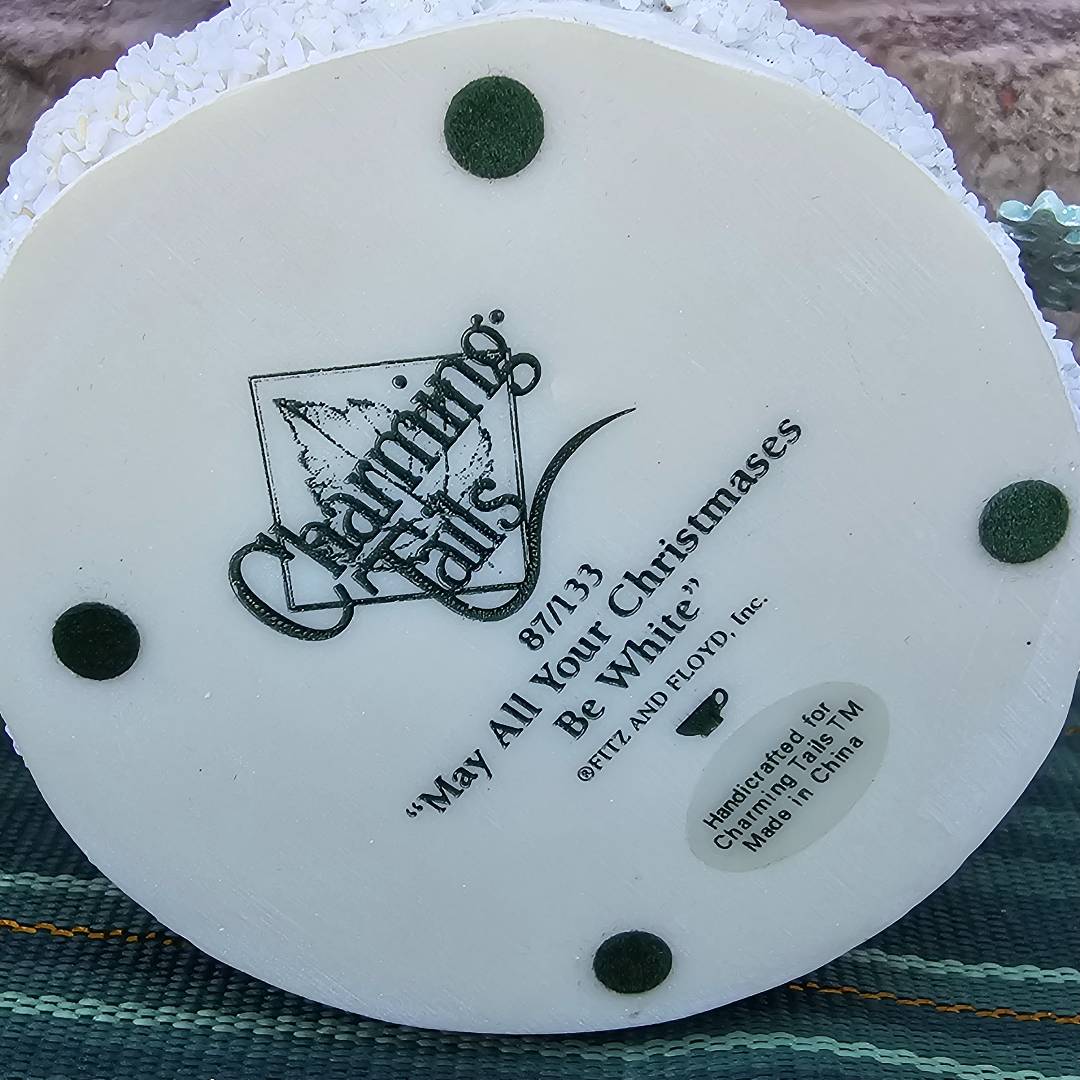 Charming
Tails
87/133
“May All Your Christmases
Be White”
®FITZ AND FLOYD, Inc.
Handcrafted for
Charming Tails TM
Made in China